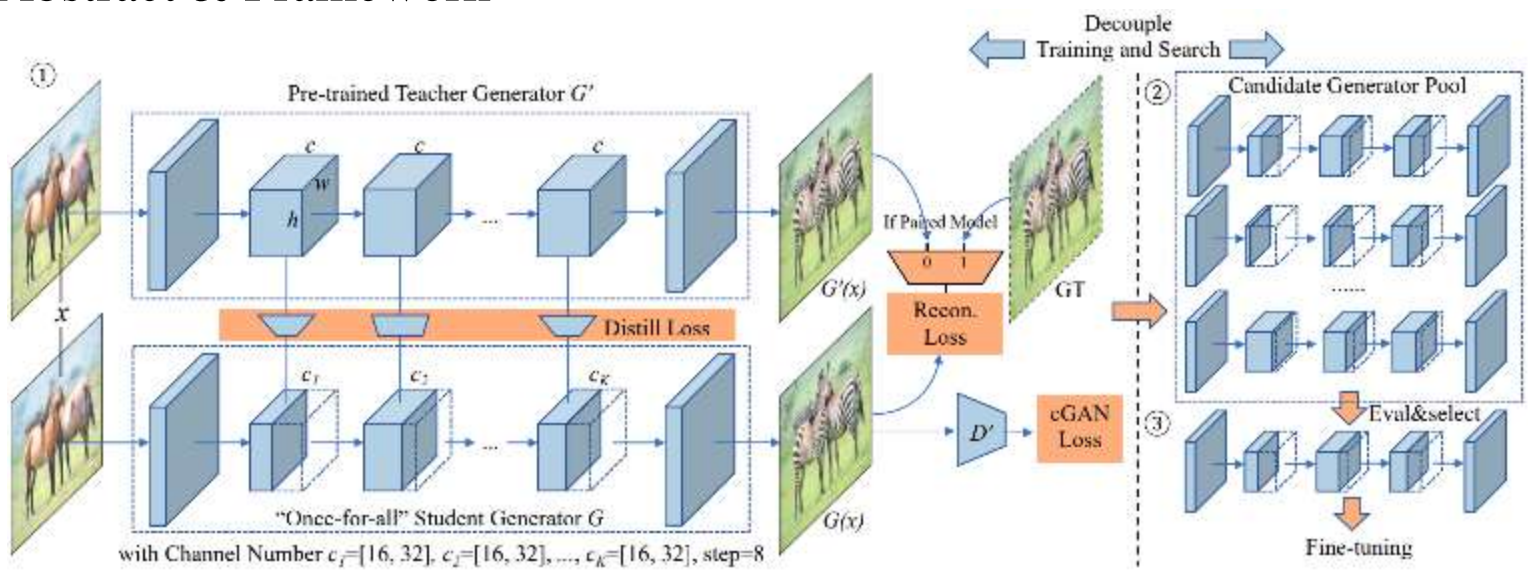 Decouple
Training and Search
①
Pre-trained Teacher Generator G'
c
c
c
w
h
...
x
Distill Loss
c₁
c₂
c_K
...
"Once-for-all" Student Generator G
with Channel Number c₁=[16, 32], c₂=[16, 32], ..., c_K=[16, 32], step=8
G'(x)
G(x)
If Paired Model
0 1
Recon.
Loss
GT
D'
cGAN
Loss
②
Candidate Generator Pool
......
Eval&select
③
Fine-tuning